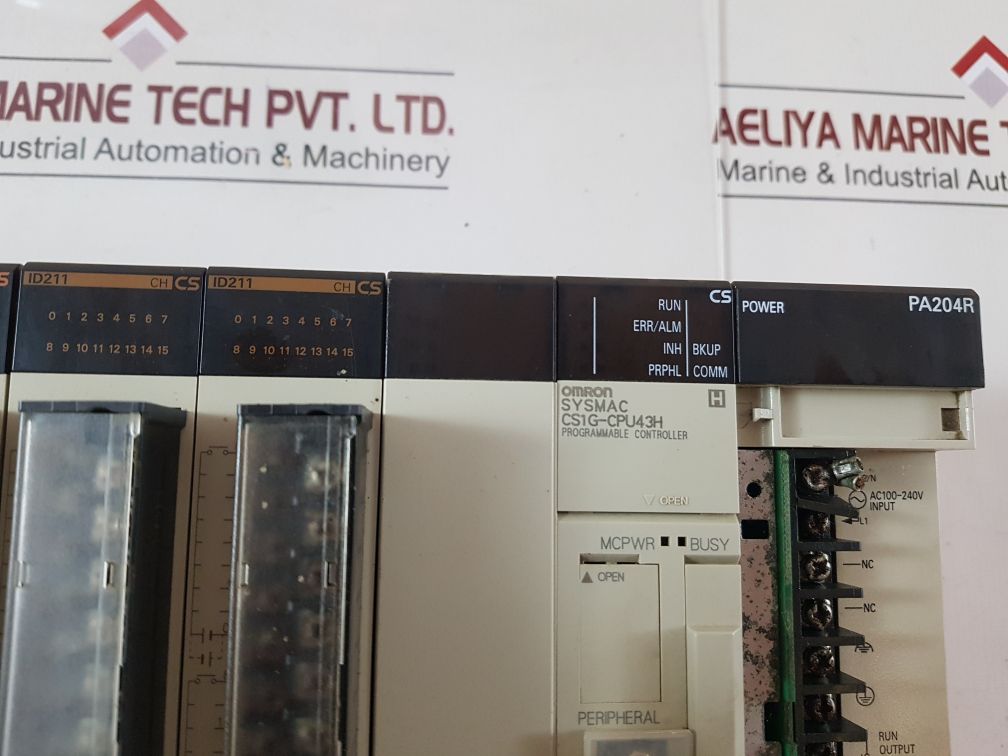 MARINE TECH PVT. LTD.
ustrial Automation & Machinery
AELIYA MARINE
Marine & Industrial Aut
S
ID211 CH CS
0 1 2 3 4 5 6 7
8 9 10 11 12 13 14 15
ID211 CH CS
0 1 2 3 4 5 6 7
8 9 10 11 12 13 14 15
CS
RUN
ERR/ALM
INH BKUP
PRPHL COMM
OMRON
H
SYSMAC
CS1G-CPU43H
PROGRAMMABLE CONTROLLER
▽ OPEN
MCPWR BUSY
▲ OPEN
PERIPHERAL
POWER PA204R
L2/N
AC100-240V
INPUT
L1
NC
NC
RUN
OUTPUT